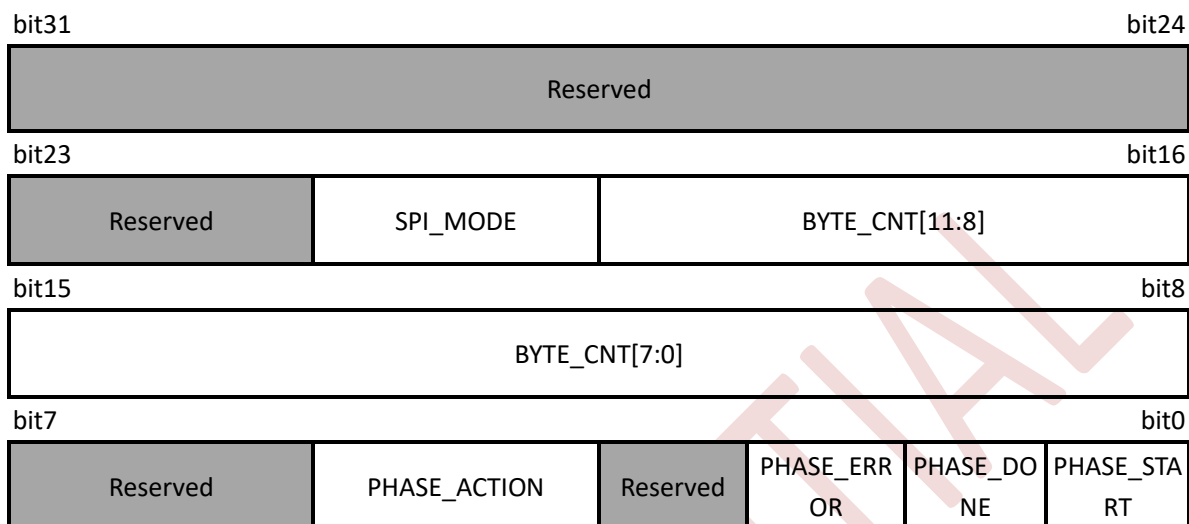 bit31 bit24
Reserved
bit23 bit16
Reserved SPI_MODE BYTE_CNT[11:8]
bit15 bit8
BYTE_CNT[7:0]
bit7 bit0
Reserved PHASE_ACTION Reserved PHASE_ERR PHASE_DO PHASE_STA
OR NE RT
TIAL